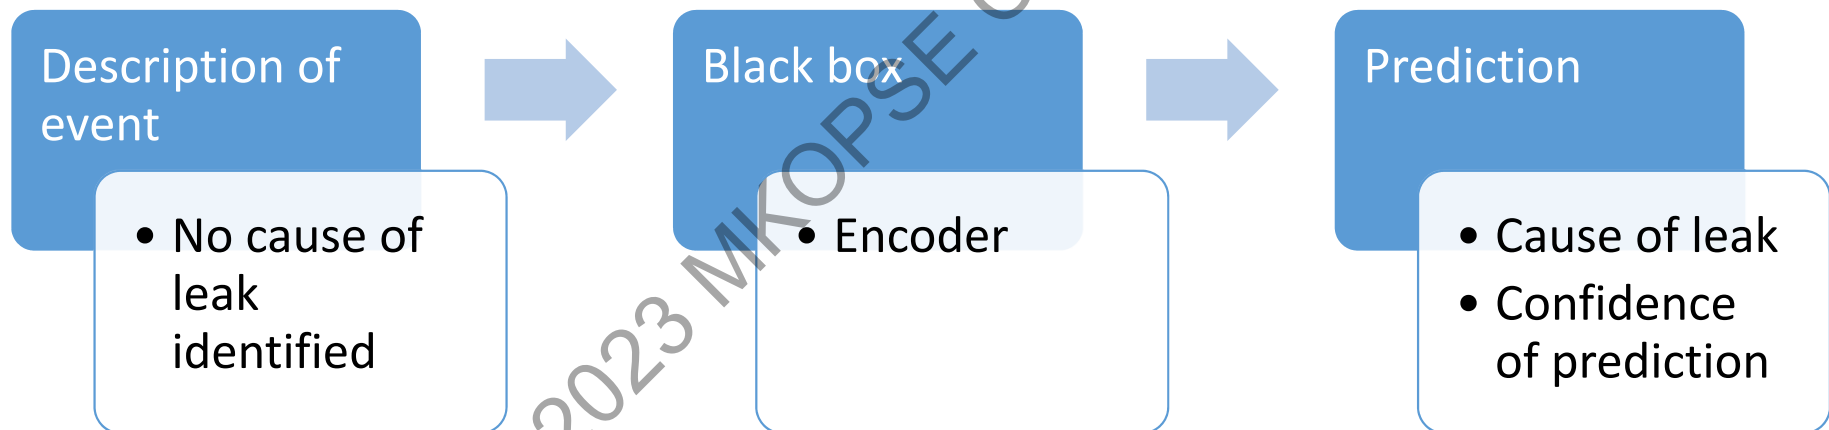 Description of
event
• No cause of
leak
identified
Black box
• Encoder
Prediction
• Cause of leak
• Confidence
of prediction
2023 MKOPSE